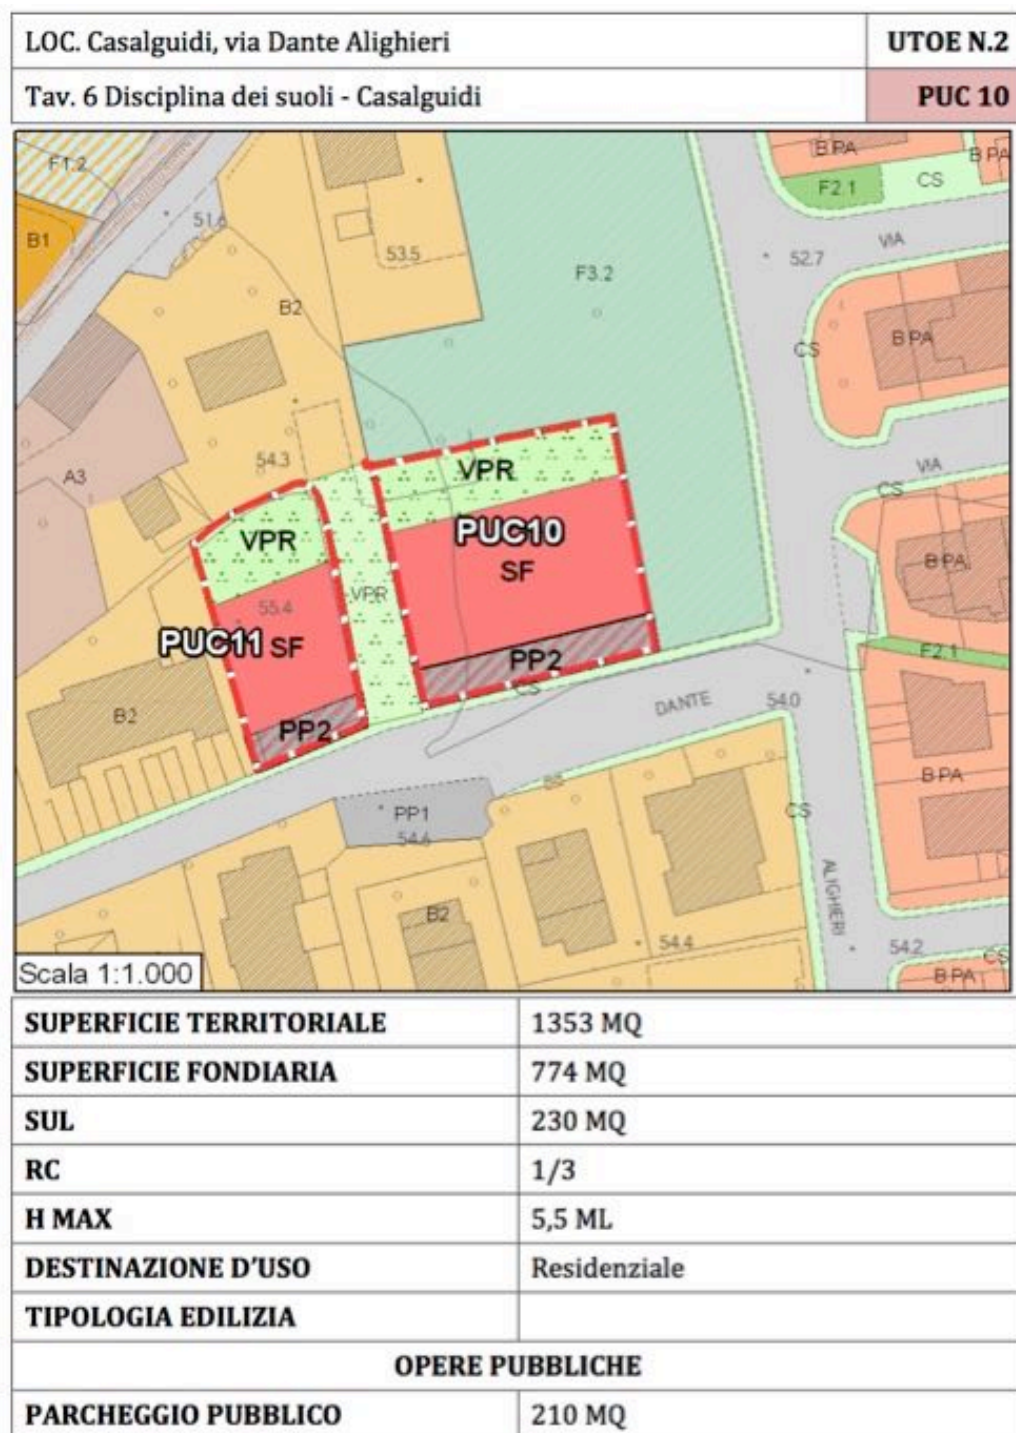 LOC. Casalguidi, via Dante Alighieri UTOE N.2
Tav. 6 Disciplina dei suoli - Casalguidi PUC 10
F1.2
B PA
B PA
F2.1
CS
51.6
B1
53.5
VIA
52.7
F3.2
B2
B PA
CS
A3
54.3
VPR
VIA
CS
PUC10
VPR
SF
B PA
VPR
55.4
PUC11 SF
PP2
F2.1
CS
B2
PP2
DANTE 54.0
B PA
PP1
54.6
CS
ALIGHIERI
B2
54.4
54.2
CS
B PA
Scala 1:1.000
SUPERFICIE TERRITORIALE 1353 MQ
SUPERFICIE FONDIARIA 774 MQ
SUL 230 MQ
RC 1/3
H MAX 5,5 ML
DESTINAZIONE D'USO Residenziale
TIPOLOGIA EDILIZIA
OPERE PUBBLICHE
PARCHEGGIO PUBBLICO 210 MQ